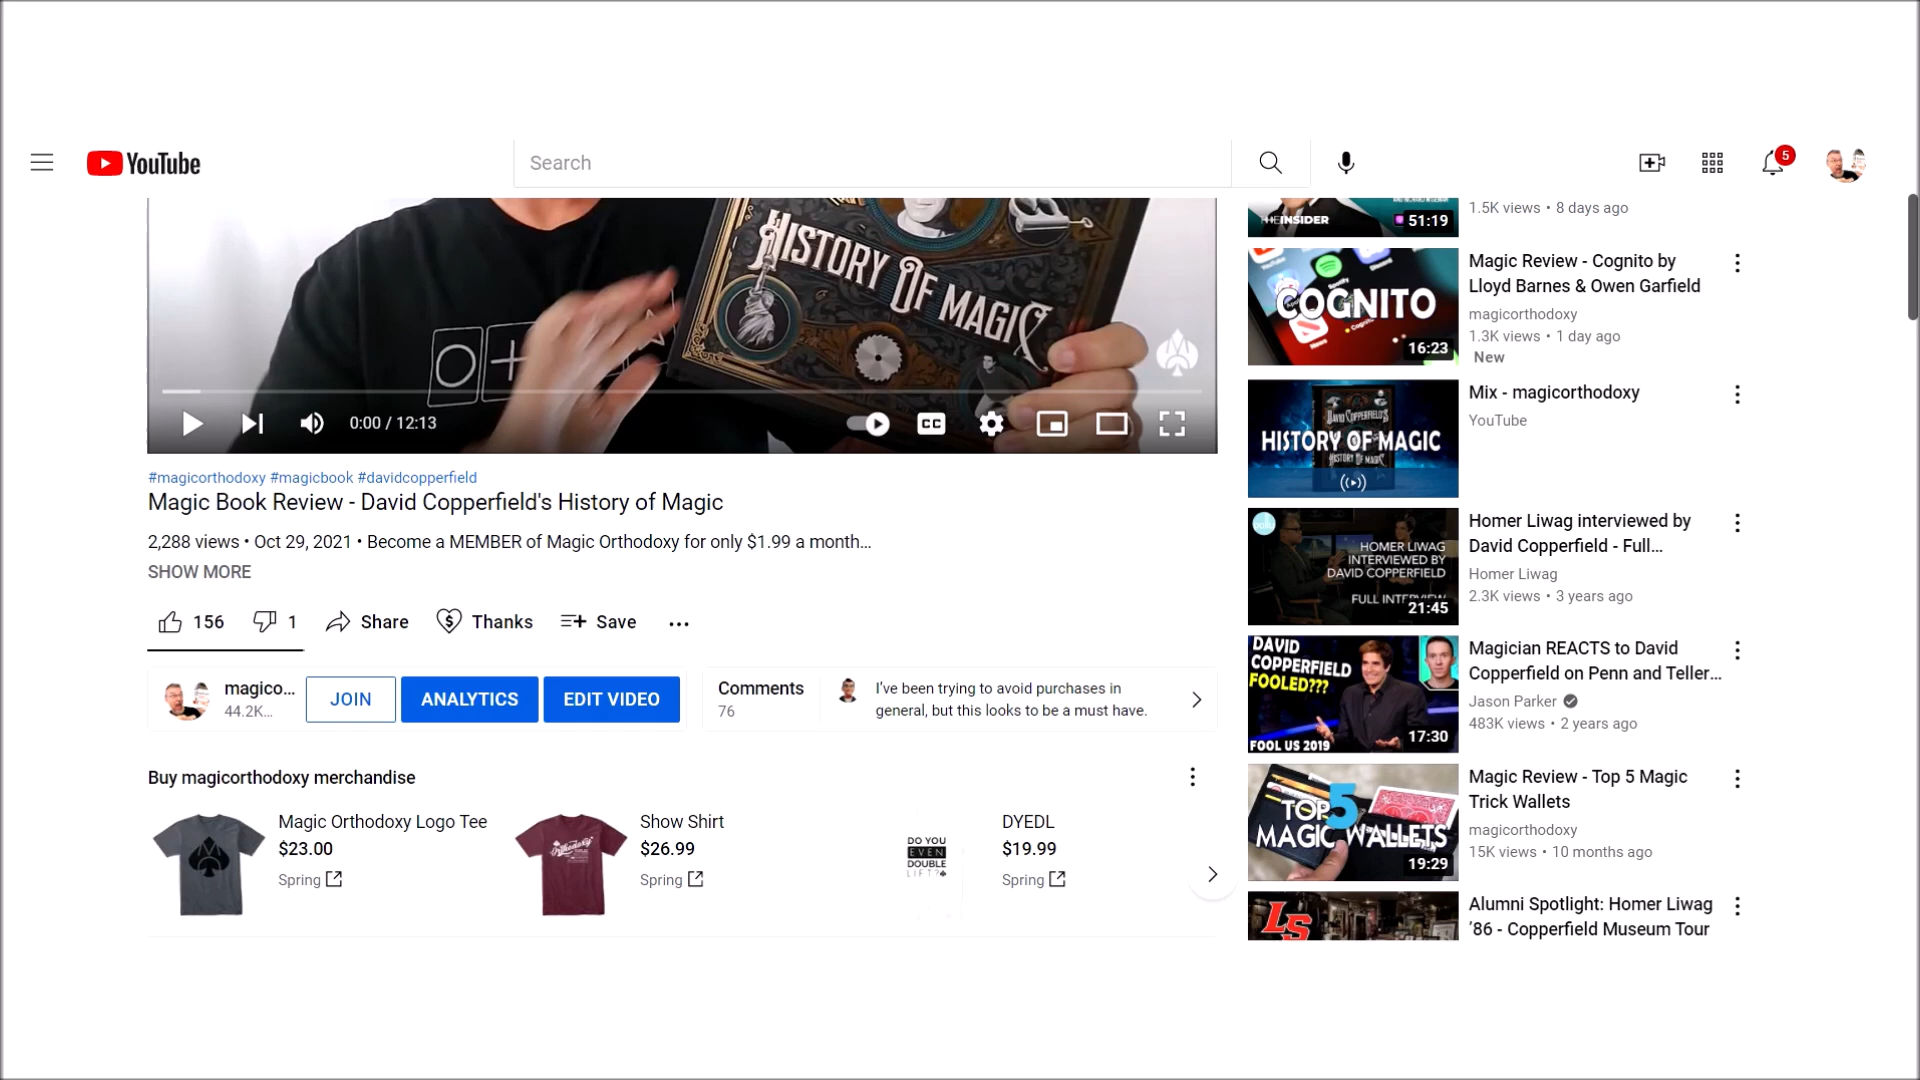 YouTube
Search
5
HISTORY OF MAGIC
0:00 / 12:13
CC
#magicorthodoxy #magicbook #davidcopperfield
Magic Book Review - David Copperfield's History of Magic
2,288 views • Oct 29, 2021 • Become a MEMBER of Magic Orthodoxy for only $1.99 a month...
SHOW MORE
156
1
Share
Thanks
Save
magico...
44.2K...
JOIN
ANALYTICS
EDIT VIDEO
Comments
76
I've been trying to avoid purchases in
general, but this looks to be a must have.
Buy magicorthodoxy merchandise
Magic Orthodoxy Logo Tee
$23.00
Spring
Show Shirt
$26.99
Spring
DO YOU
EVEN
DOUBLE
LIFT?
DYEDL
$19.99
Spring
THE INSIDER
51:19
1.5K views • 8 days ago
COGNITO
16:23
Magic Review - Cognito by
Lloyd Barnes & Owen Garfield
magicorthodoxy
1.3K views • 1 day ago
New
DAVID COPPERFIELD'S
HISTORY OF MAGIC
HISTORY OF MAGIC
Mix - magicorthodoxy
YouTube
HOMER LIWAG
INTERVIEWED BY
DAVID COPPERFIELD
FULL INTERVIEW
21:45
Homer Liwag interviewed by
David Copperfield - Full...
Homer Liwag
2.3K views • 3 years ago
DAVID
COPPERFIELD
FOOLED???
FOOL US 2019
17:30
Magician REACTS to David
Copperfield on Penn and Teller...
Jason Parker
483K views • 2 years ago
TOP 5
MAGIC WALLETS
19:29
Magic Review - Top 5 Magic
Trick Wallets
magicorthodoxy
15K views • 10 months ago
LS
Alumni Spotlight: Homer Liwag
'86 - Copperfield Museum Tour